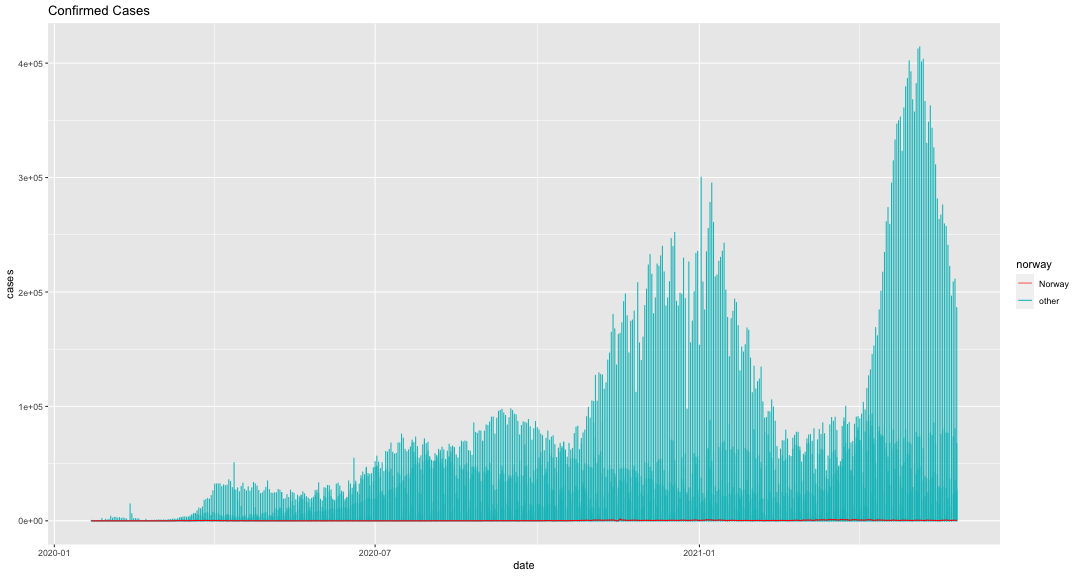 Confirmed Cases
4e+05
3e+05
2e+05
1e+05
0e+00
cases
2020-01
2020-07
2021-01
date
norway
Norway
other